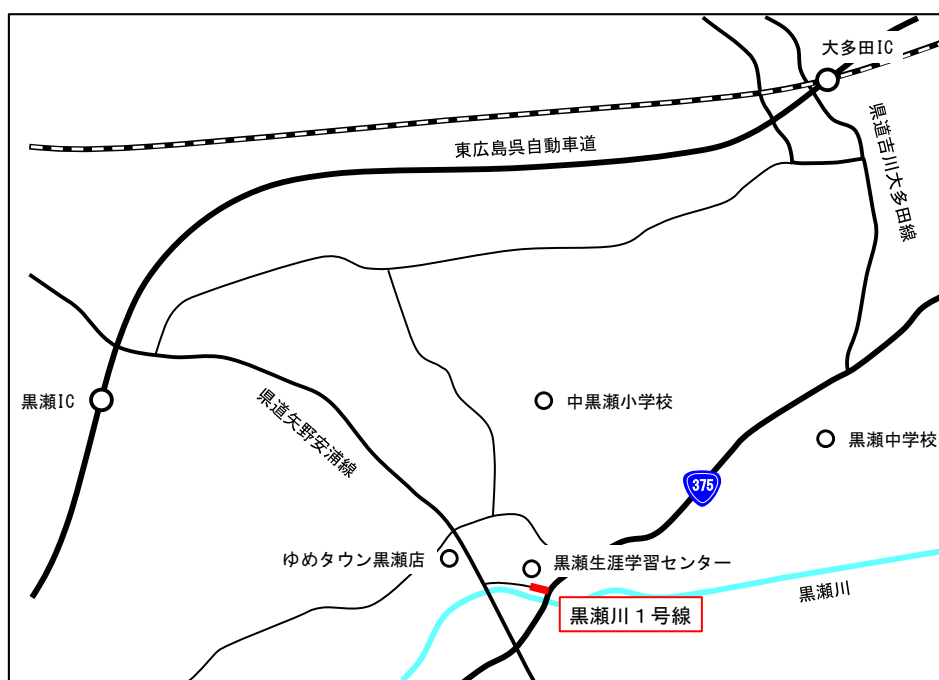 大多田IC
東広島呉自動車道
県道吉川大多田線
黒瀬IC
県道矢野安浦線
中黒瀬小学校
黒瀬中学校
375
ゆめタウン黒瀬店
黒瀬生涯学習センター
黒瀬川
黒瀬川１号線